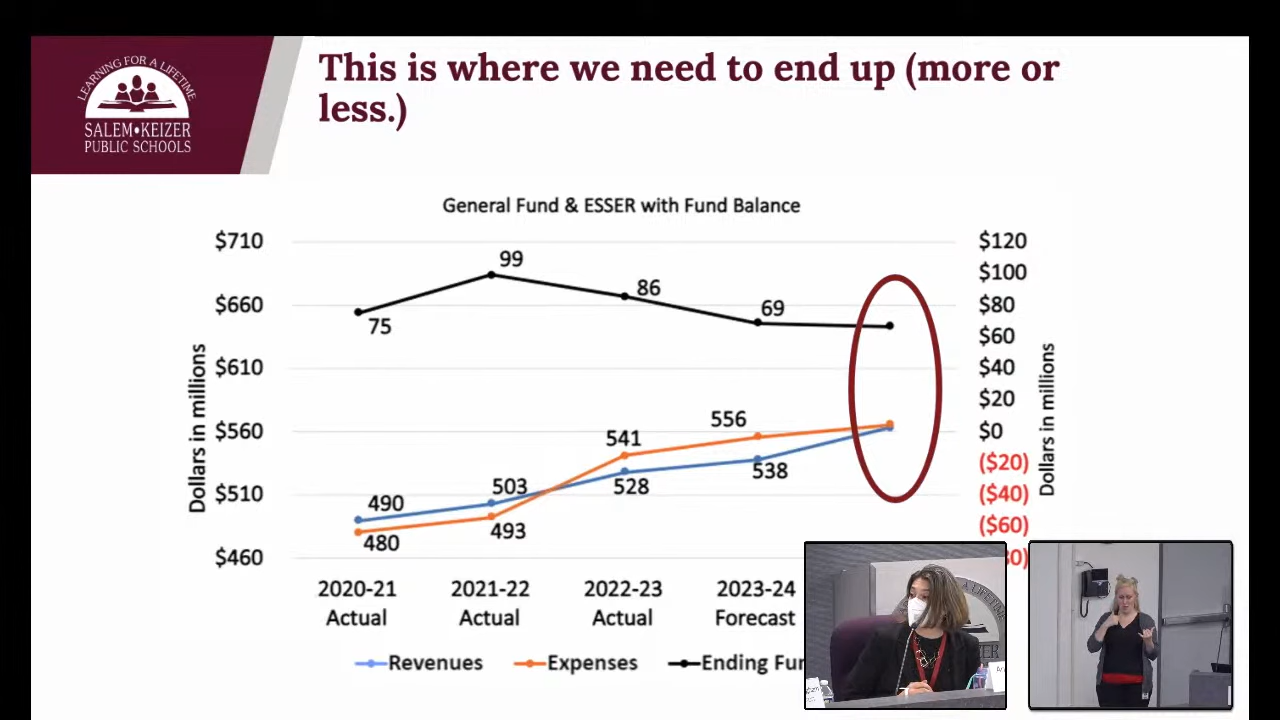 LEARNING FOR A LIFETIME
SALEM•KEIZER
PUBLIC SCHOOLS
This is where we need to end up (more or
less.)
General Fund & ESSER with Fund Balance
$710
$660
$610
$560
$510
$460
Dollars in millions
99
75
86
69
490
480
503
493
541
528
556
538
$120
$100
$80
$60
$40
$20
$0
($20)
($40)
($60)
Dollars in millions
2020-21
Actual
2021-22
Actual
2022-23
Actual
2023-24
Forecast
Revenues
Expenses
Ending